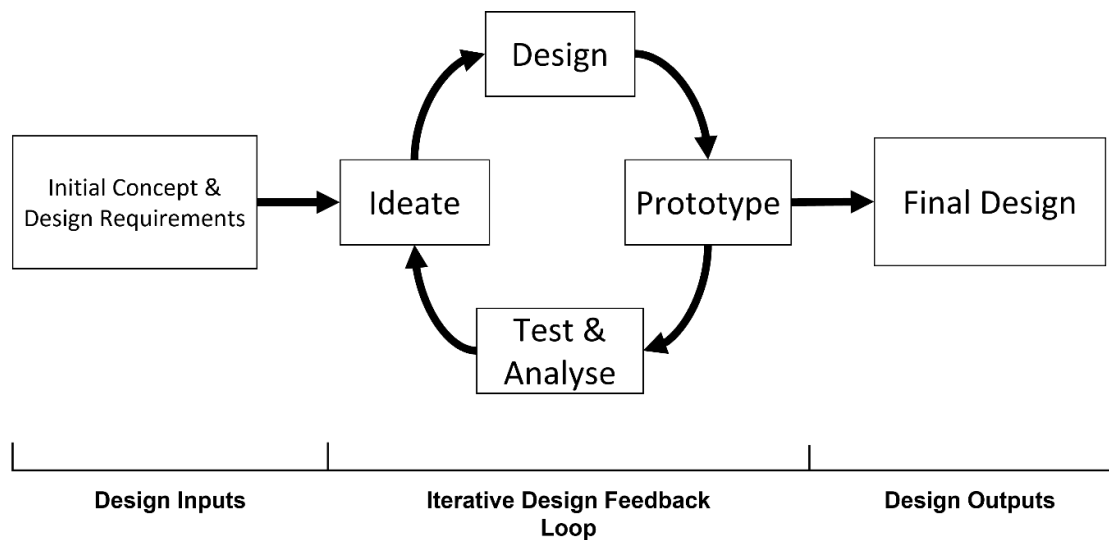 Design
Initial Concept &
Design Requirements
Ideate
Prototype
Final Design
Test &
Analyse
Design Inputs
Iterative Design Feedback
Loop
Design Outputs